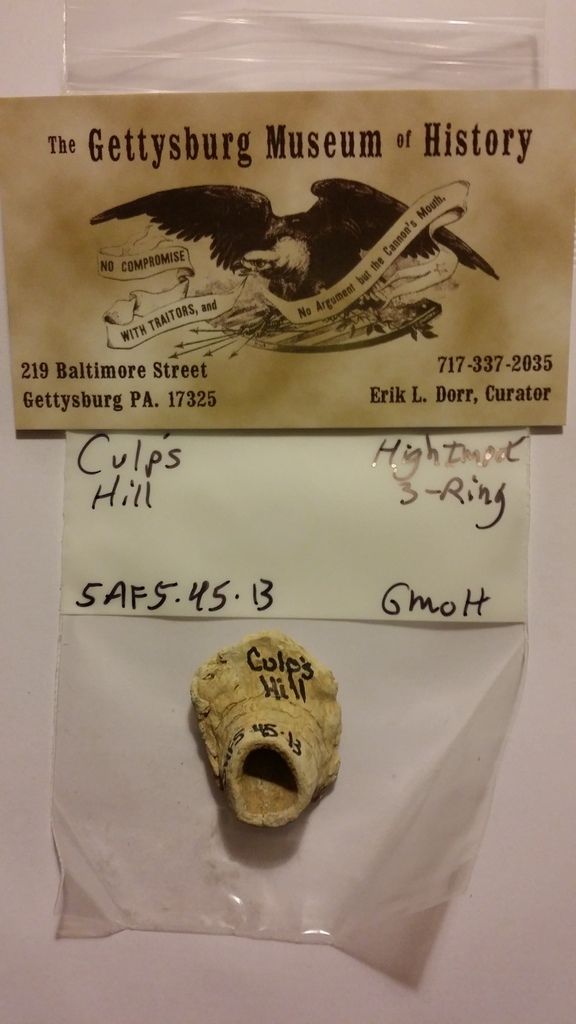 The Gettysburg Museum of History
NO COMPROMISE
WITH TRAITORS, and
No Argument but the Cannon's Mouth.
219 Baltimore Street
Gettysburg PA. 17325
717-337-2035
Erik L. Dorr, Curator
Culp's
Hill
High Impact
3-Ring
5AF5.45.13
GMOH
Culp's
Hill
45.13